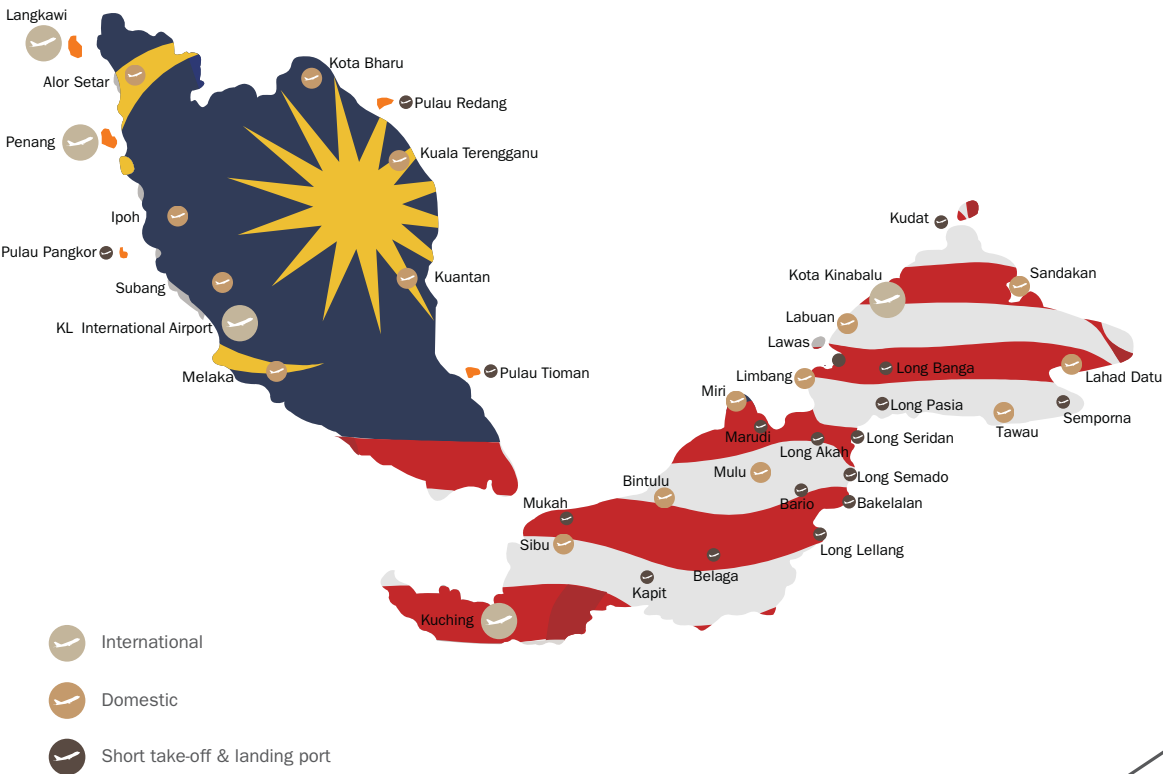 Langkawi
Kota Bharu
Alor Setar
Pulau Redang
Penang
Kuala Terengganu
Ipoh
Kudat
Pulau Pangkor
Kota Kinabalu
Sandakan
Subang
Kuantan
KL International Airport
Labuan
Lawas
Melaka
Pulau Tioman
Limbang
Long Banga
Lahad Datu
Miri
Long Pasia
Semporna
Tawau
Marudi
Long Seridan
Long Akah
Mulu
Bintulu
Long Semado
Mukah
Bario
Bakelalan
Sibu
Long Lellang
Belaga
Kapit
Kuching
International
Domestic
Short take-off & landing port